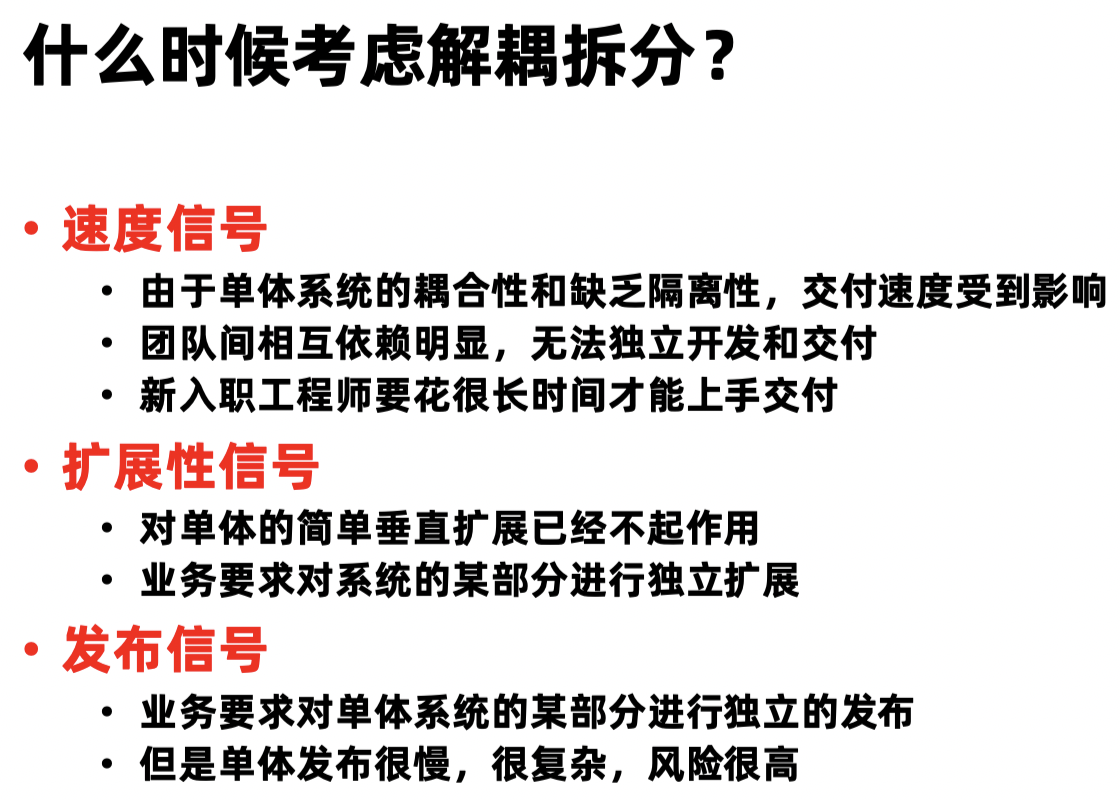 什么时候考虑解耦拆分？
• 速度信号
• 由于单体系统的耦合性和缺乏隔离性，交付速度受到影响
• 团队间相互依赖明显，无法独立开发和交付
• 新入职工程师要花很长时间才能上手交付
• 扩展性信号
• 对单体的简单垂直扩展已经不起作用
• 业务要求对系统的某部分进行独立扩展
• 发布信号
• 业务要求对单体系统的某部分进行独立的发布
• 但是单体发布很慢，很复杂，风险很高